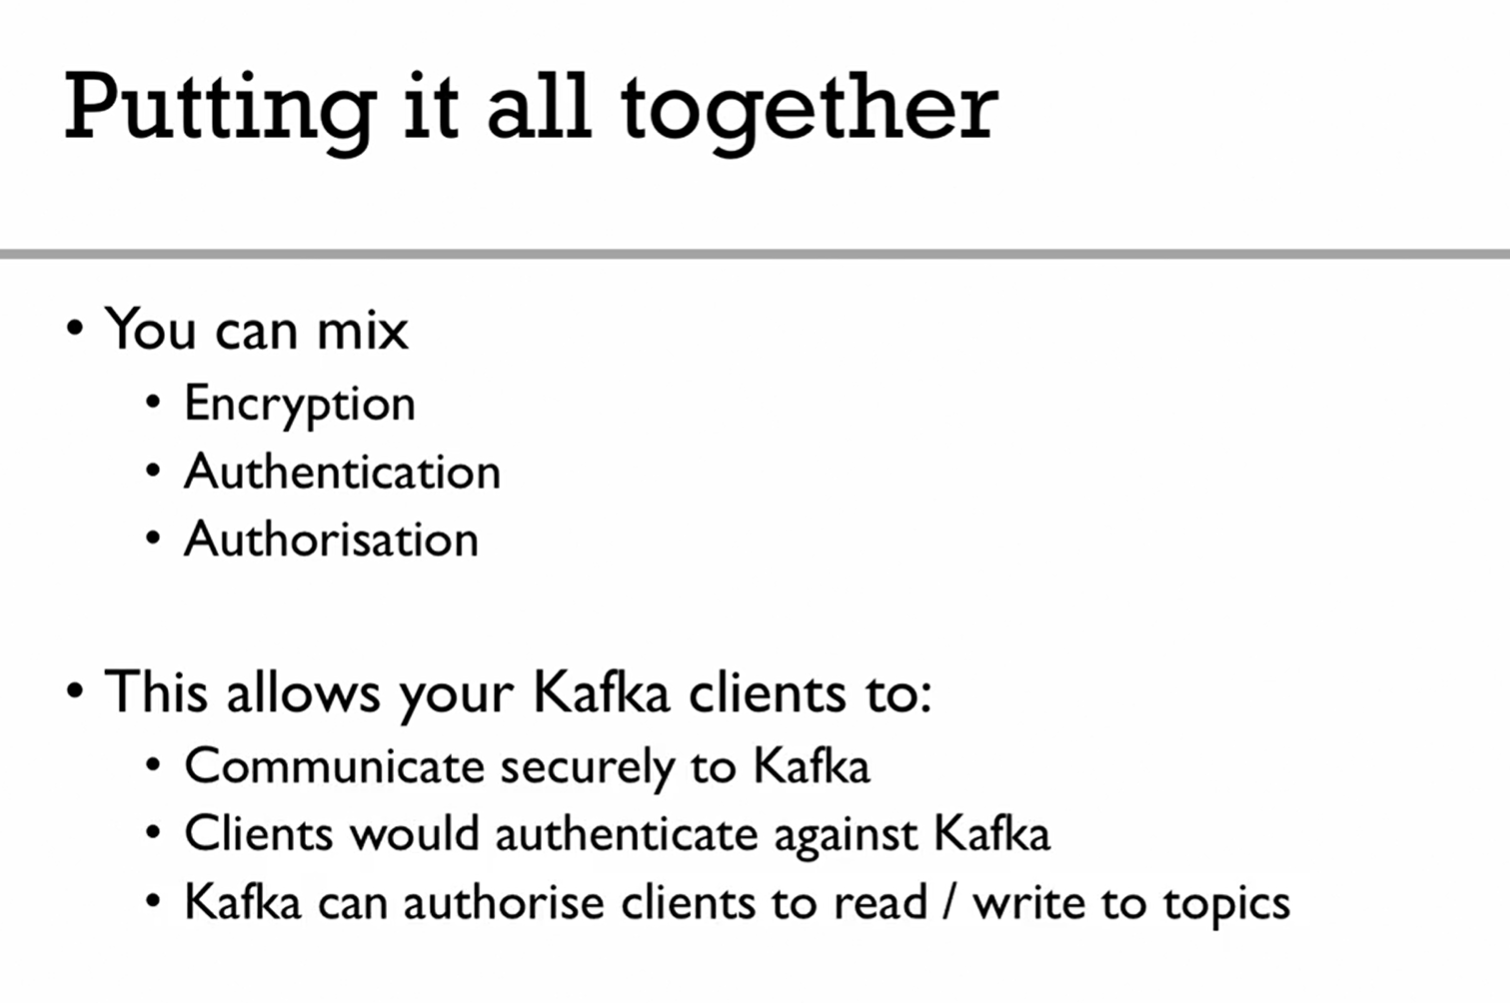 Putting it all together
• You can mix
• Encryption
• Authentication
• Authorisation
• This allows your Kafka clients to:
• Communicate securely to Kafka
• Clients would authenticate against Kafka
• Kafka can authorise clients to read / write to topics